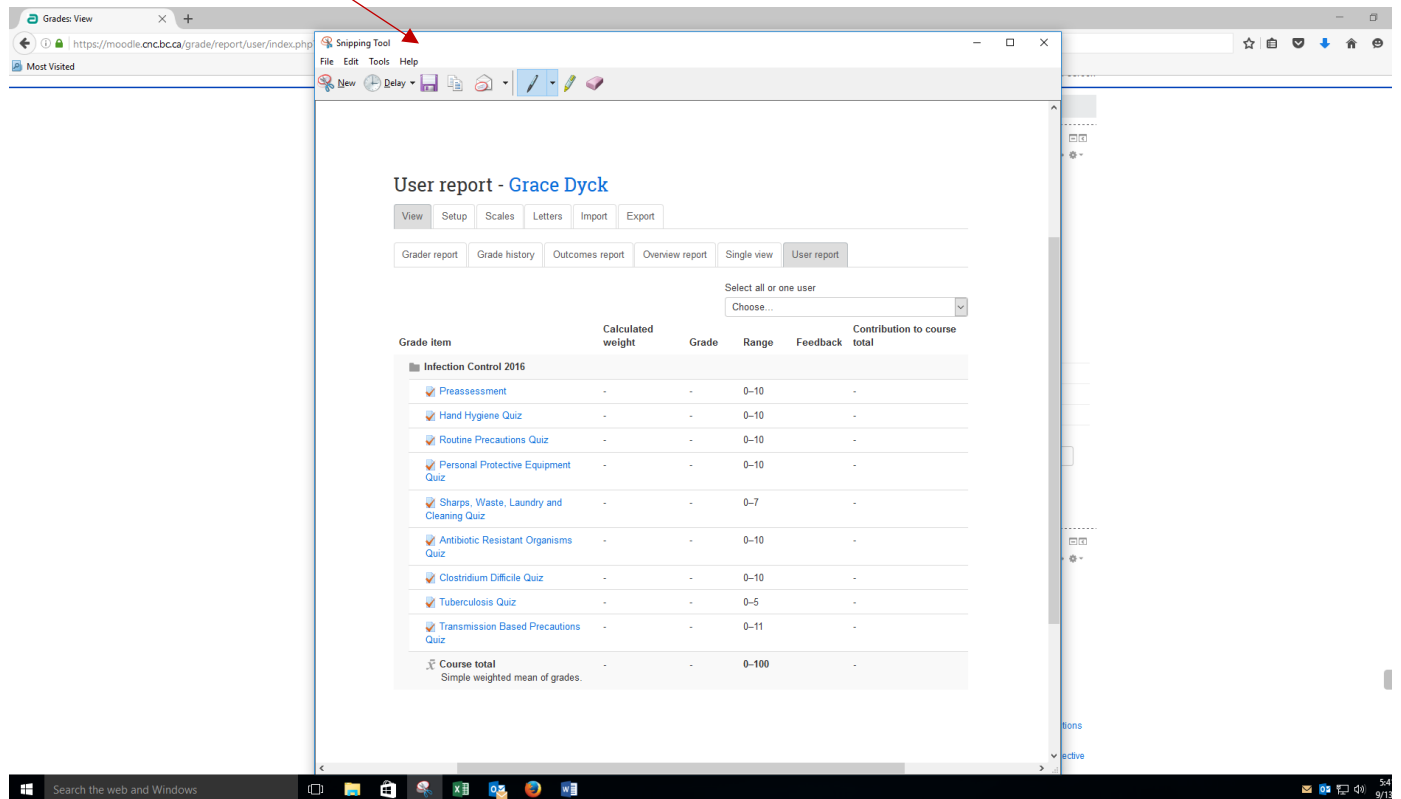 Grades: View
https://moodle.cnc.bc.ca/grade/report/user/index.php
Most Visited
Snipping Tool
File Edit Tools Help
New Delay
User report - Grace Dyck
View Setup Scales Letters Import Export
Grader report Grade history Outcomes report Overview report Single view User report
Select all or one user
Choose...
Grade item Calculated weight Grade Range Feedback Contribution to course total
Infection Control 2016
Preassessment - - 0–10 -
Hand Hygiene Quiz - - 0–10 -
Routine Precautions Quiz - - 0–10 -
Personal Protective Equipment - - 0–10 -
Quiz
Sharps, Waste, Laundry and - - 0–7 -
Cleaning Quiz
Antibiotic Resistant Organisms - - 0–10 -
Quiz
Clostridium Difficile Quiz - - 0–10 -
Tuberculosis Quiz - - 0–5 -
Transmission Based Precautions - - 0–11 -
Quiz
Course total - - 0–100 -
Simple weighted mean of grades.
tions
ective
Search the web and Windows
5:4
9/13